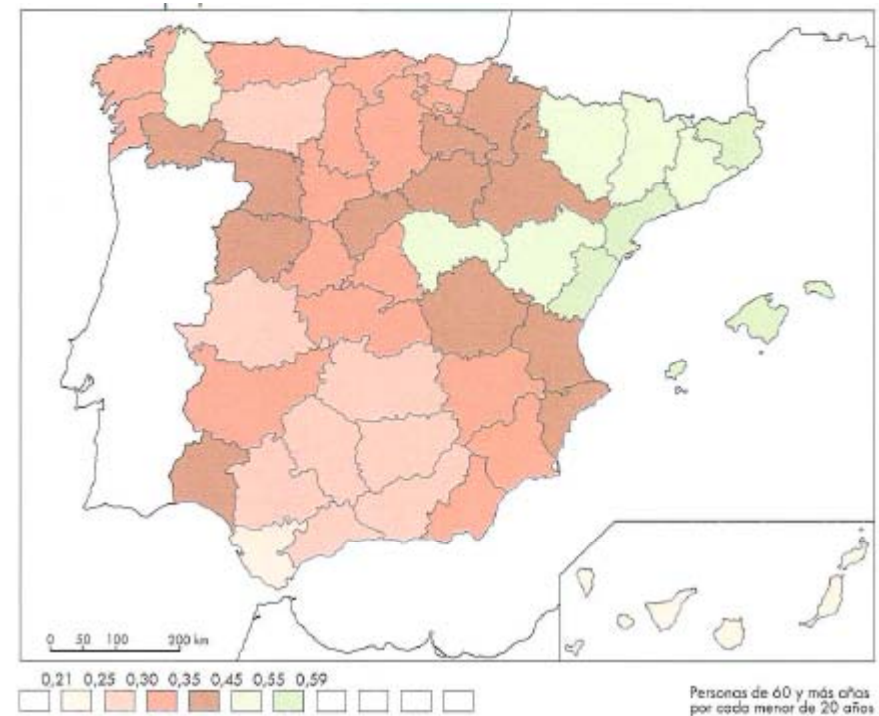 0 50 100 200 km
0,21 0,25 0,30 0,35 0,45 0,55 0,59
Personas de 60 y más años
por cada menor de 20 años